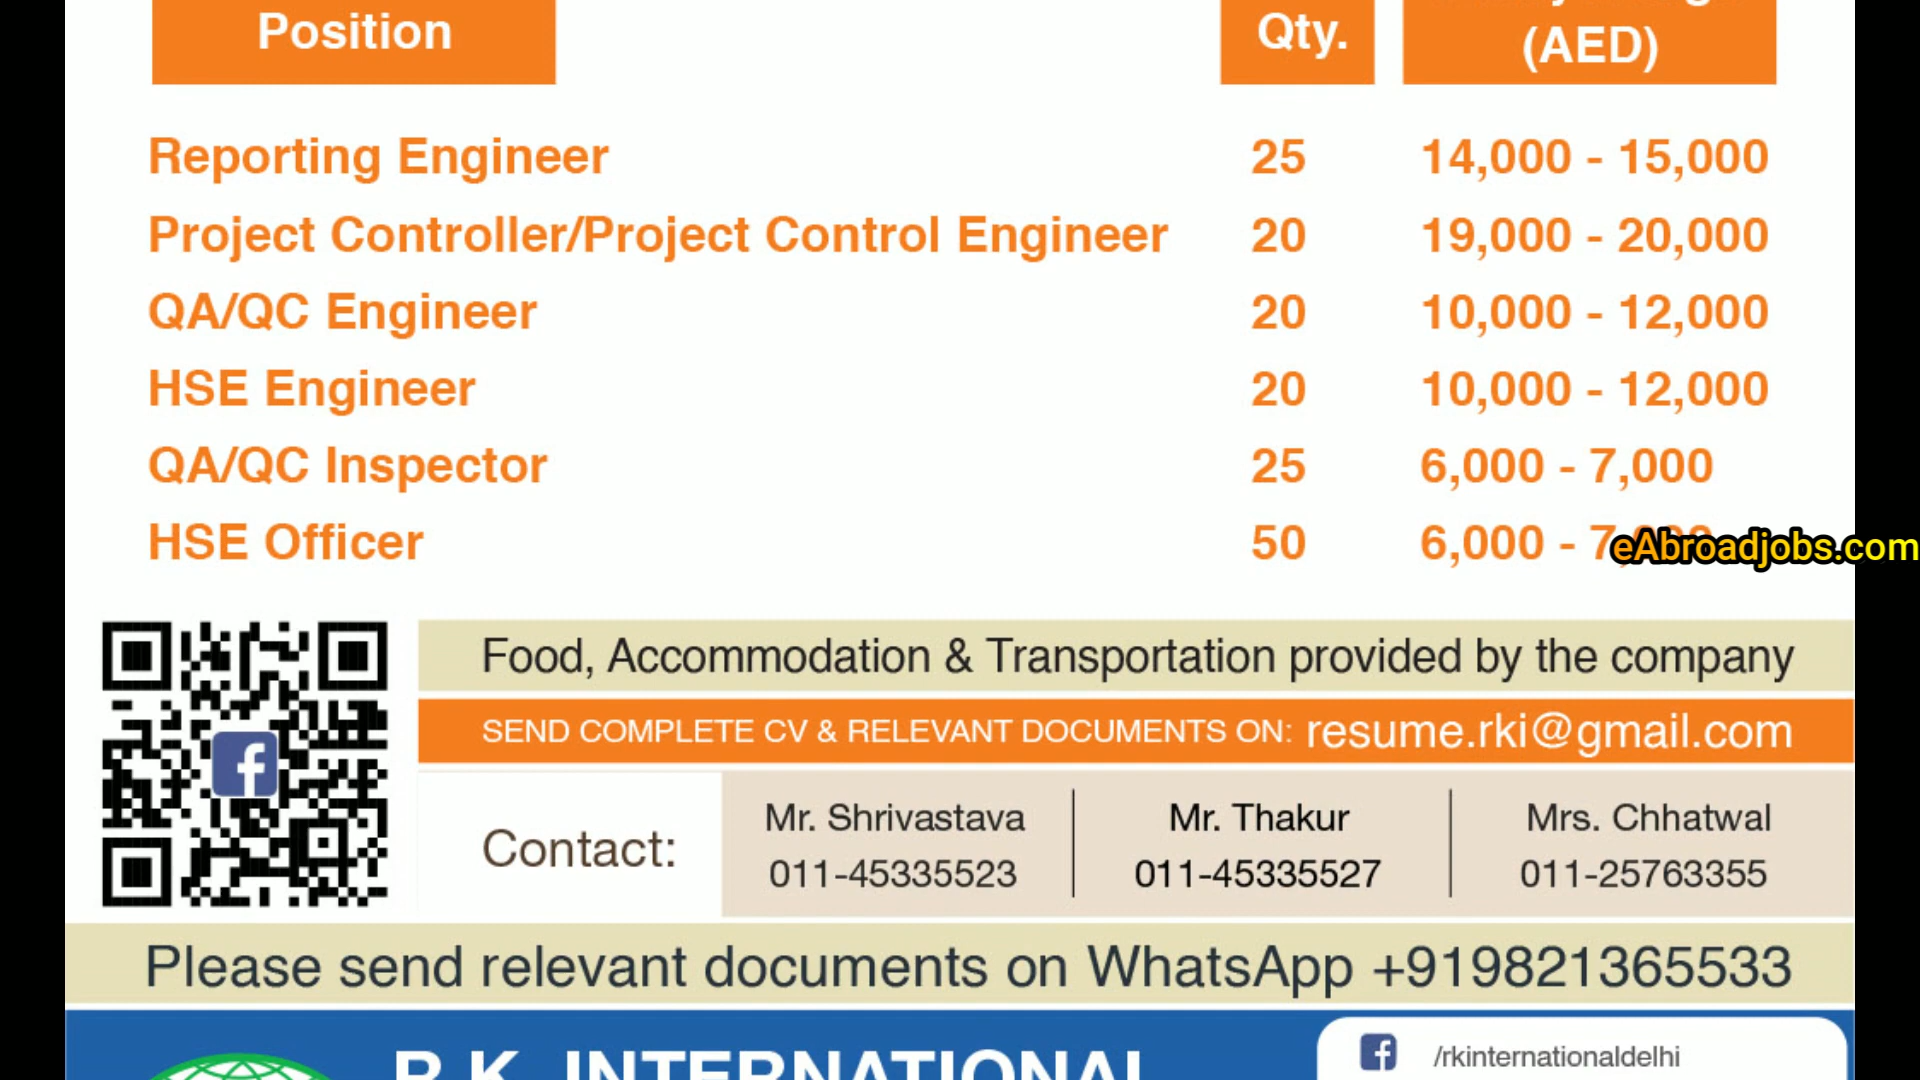 Position Qty. (AED)
Reporting Engineer 25 14,000 - 15,000
Project Controller/Project Control Engineer 20 19,000 - 20,000
QA/QC Engineer 20 10,000 - 12,000
HSE Engineer 20 10,000 - 12,000
QA/QC Inspector 25 6,000 - 7,000
HSE Officer 50 6,000 -
eAbroadjobs.com
Food, Accommodation & Transportation provided by the company
SEND COMPLETE CV & RELEVANT DOCUMENTS ON: resume.rki@gmail.com
Contact:
Mr. Shrivastava
011-45335523
Mr. Thakur
011-45335527
Mrs. Chhatwal
011-25763355
Please send relevant documents on WhatsApp +919821365533
R.K. INTERNATIONAL
/rkinternationaldelhi